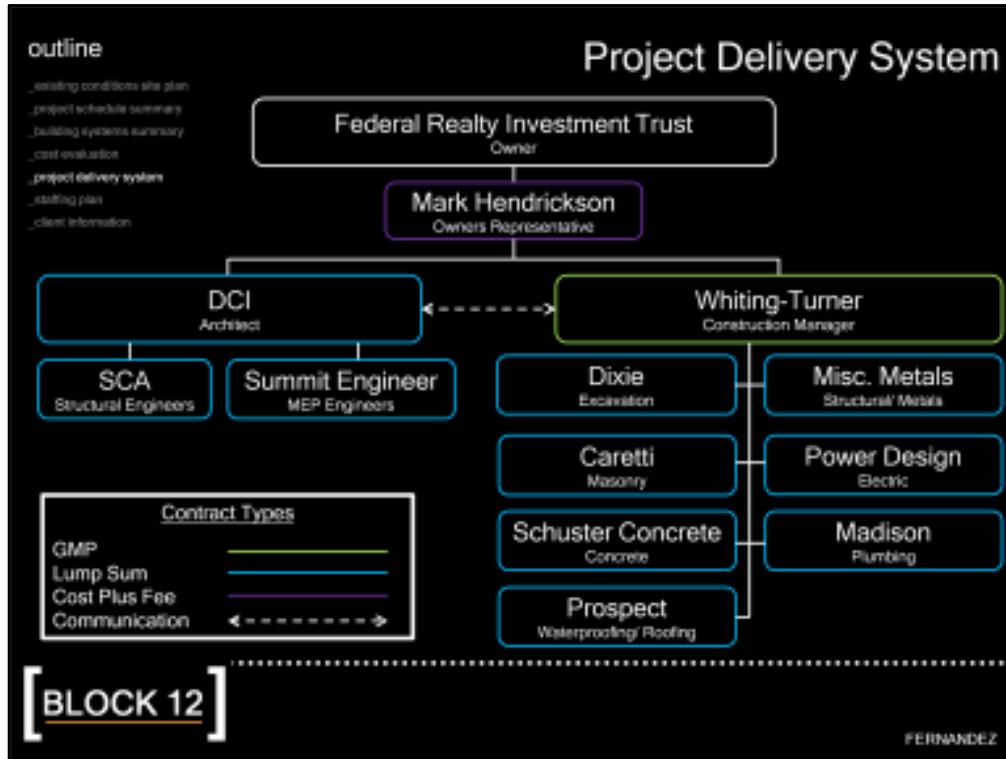 outline
Project Delivery System
_existing conditions site plan
_project schedule summary
_building systems summary
_cost evaluation
_project delivery system
_staffing plan
_client information
Federal Realty Investment Trust
Owner
Mark Hendrickson
Owners Representative
DCI
Architect
Whiting-Turner
Construction Manager
SCA
Structural Engineers
Summit Engineer
MEP Engineers
Dixie
Excavation
Misc. Metals
Structural/ Metals
Caretti
Masonry
Power Design
Electric
Schuster Concrete
Concrete
Madison
Plumbing
Prospect
Waterproofing/ Roofing
Contract Types
GMP
Lump Sum
Cost Plus Fee
Communication
[BLOCK 12]
FERNANDEZ